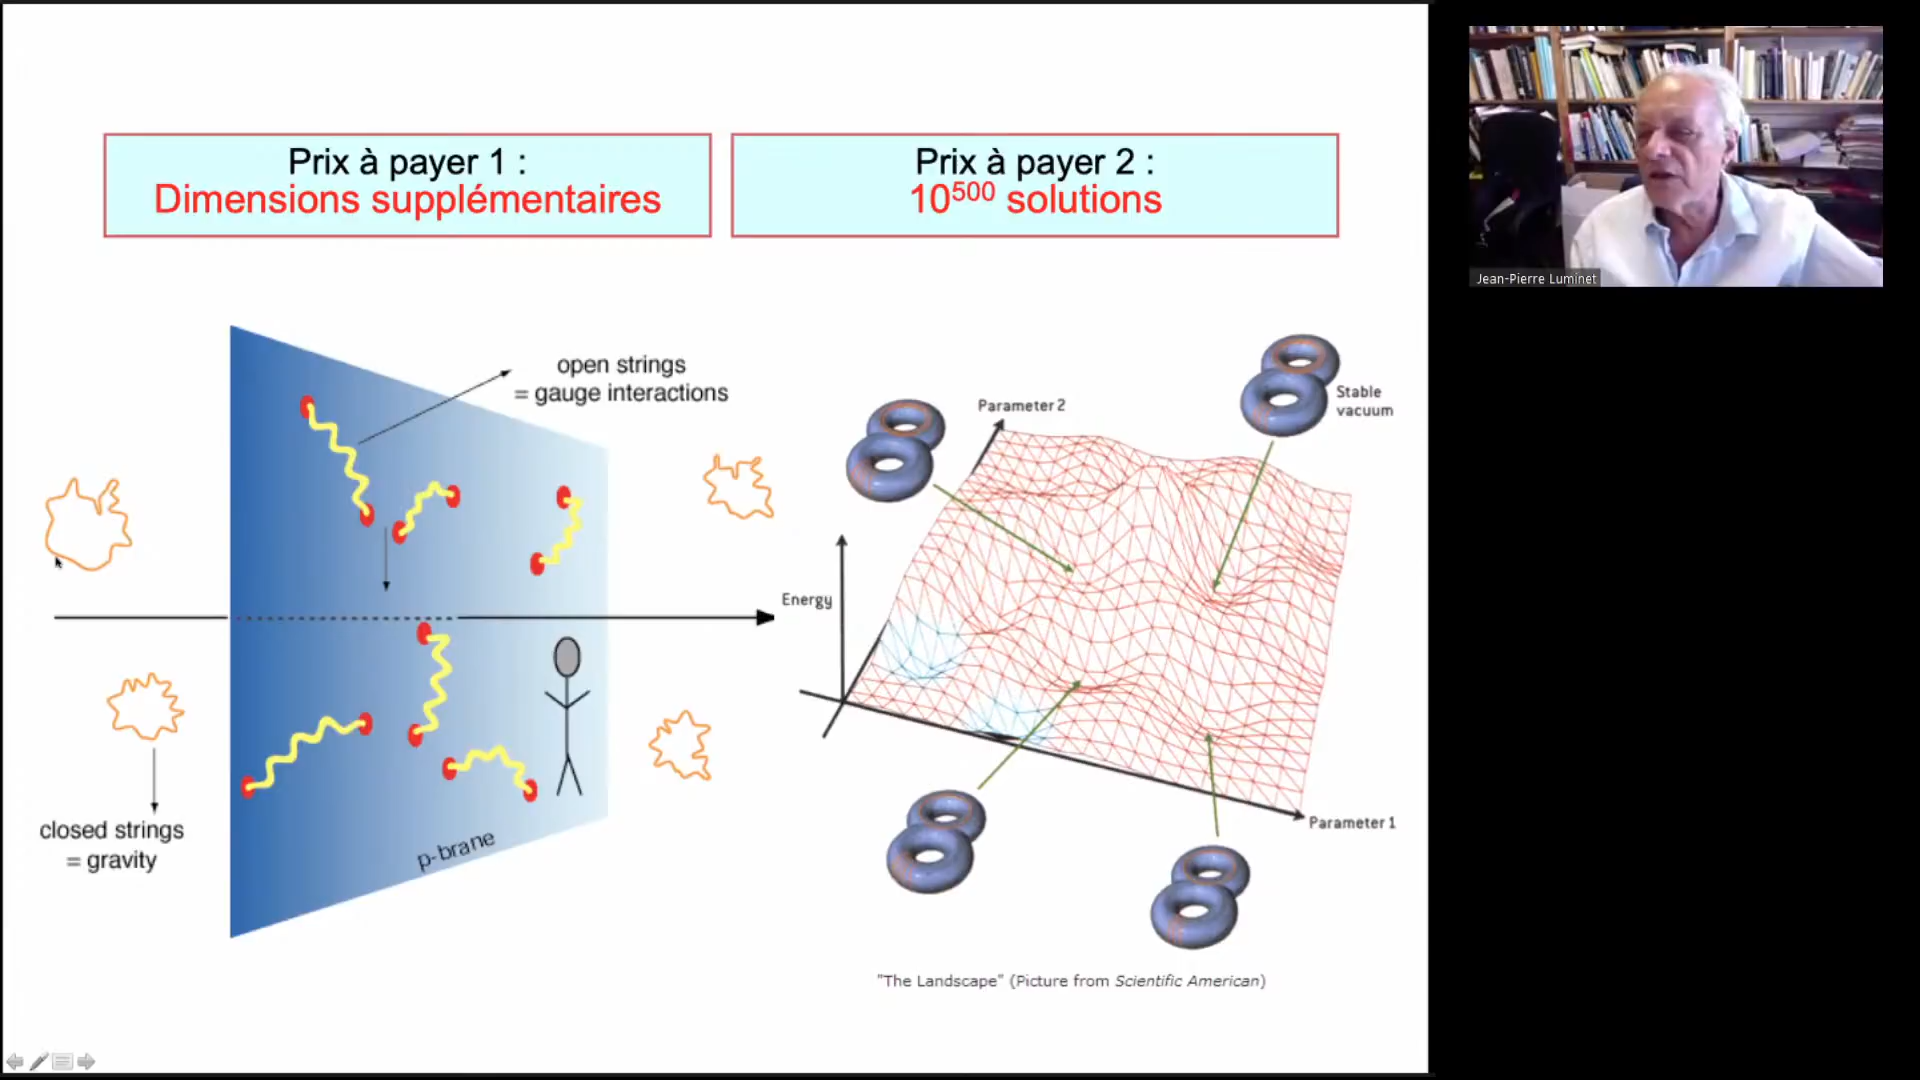 Prix à payer 1 :
Dimensions supplémentaires
Prix à payer 2 :
10⁵⁰⁰ solutions
open strings
= gauge interactions
closed strings
= gravity
p-brane
Parameter 2
Stable
vacuum
Energy
Parameter 1
"The Landscape" (Picture from Scientific American)
Jean-Pierre Luminet